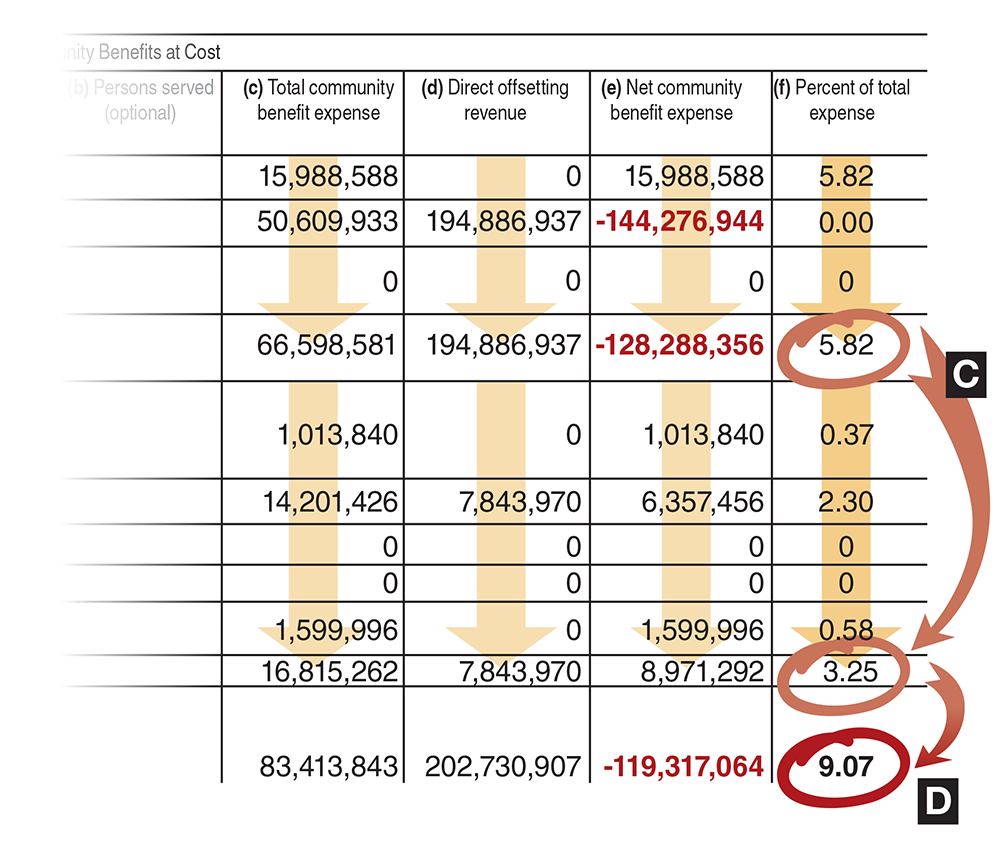 nity Benefits at Cost
(b) Persons served (optional) (c) Total community benefit expense (d) Direct offsetting revenue (e) Net community benefit expense (f) Percent of total expense
15,988,588 0 15,988,588 5.82
50,609,933 194,886,937 -144,276,944 0.00
0 0 0 0
66,598,581 194,886,937 -128,288,356 5.82
C
1,013,840 0 1,013,840 0.37
14,201,426 7,843,970 6,357,456 2.30
0 0 0 0
0 0 0 0
1,599,996 0 1,599,996 0.58
16,815,262 7,843,970 8,971,292 3.25
83,413,843 202,730,907 -119,317,064 9.07
D